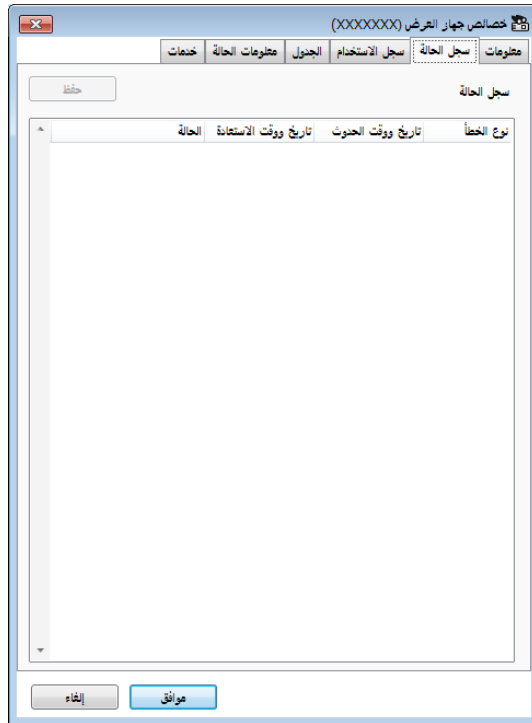 خصائص جهاز العرض (XXXXXXX)
معلومات سجل الحالة سجل الاستخدام الجدول معلومات الحالة خدمات
سجل الحالة حفظ
نوع الخطأ تاريخ ووقت الحدوث تاريخ ووقت الاستعادة الحالة
موافق إلغاء